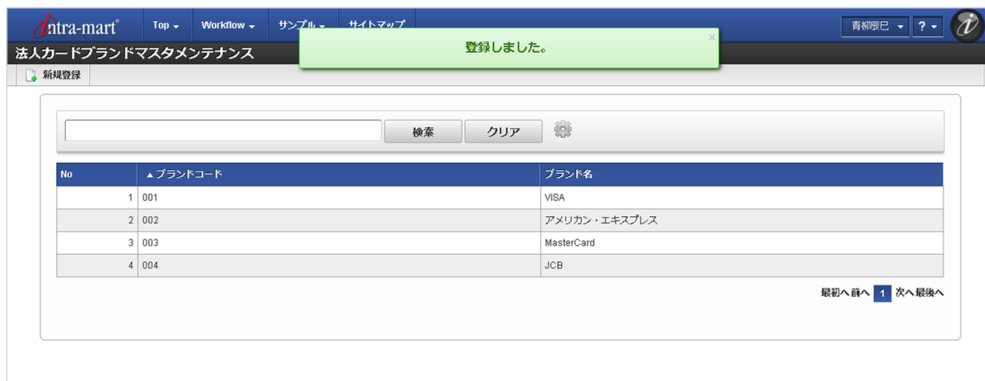 intra-mart Top Workflow サンプル サイトマップ 青柳辰巳 ?
登録しました。 ×
法人カードブランドマスタメンテナンス
新規登録
検索 クリア
No ▲ブランドコード ブランド名
1 001 VISA
2 002 アメリカン・エキスプレス
3 003 MasterCard
4 004 JCB
最初へ 前へ 1 次へ 最後へ